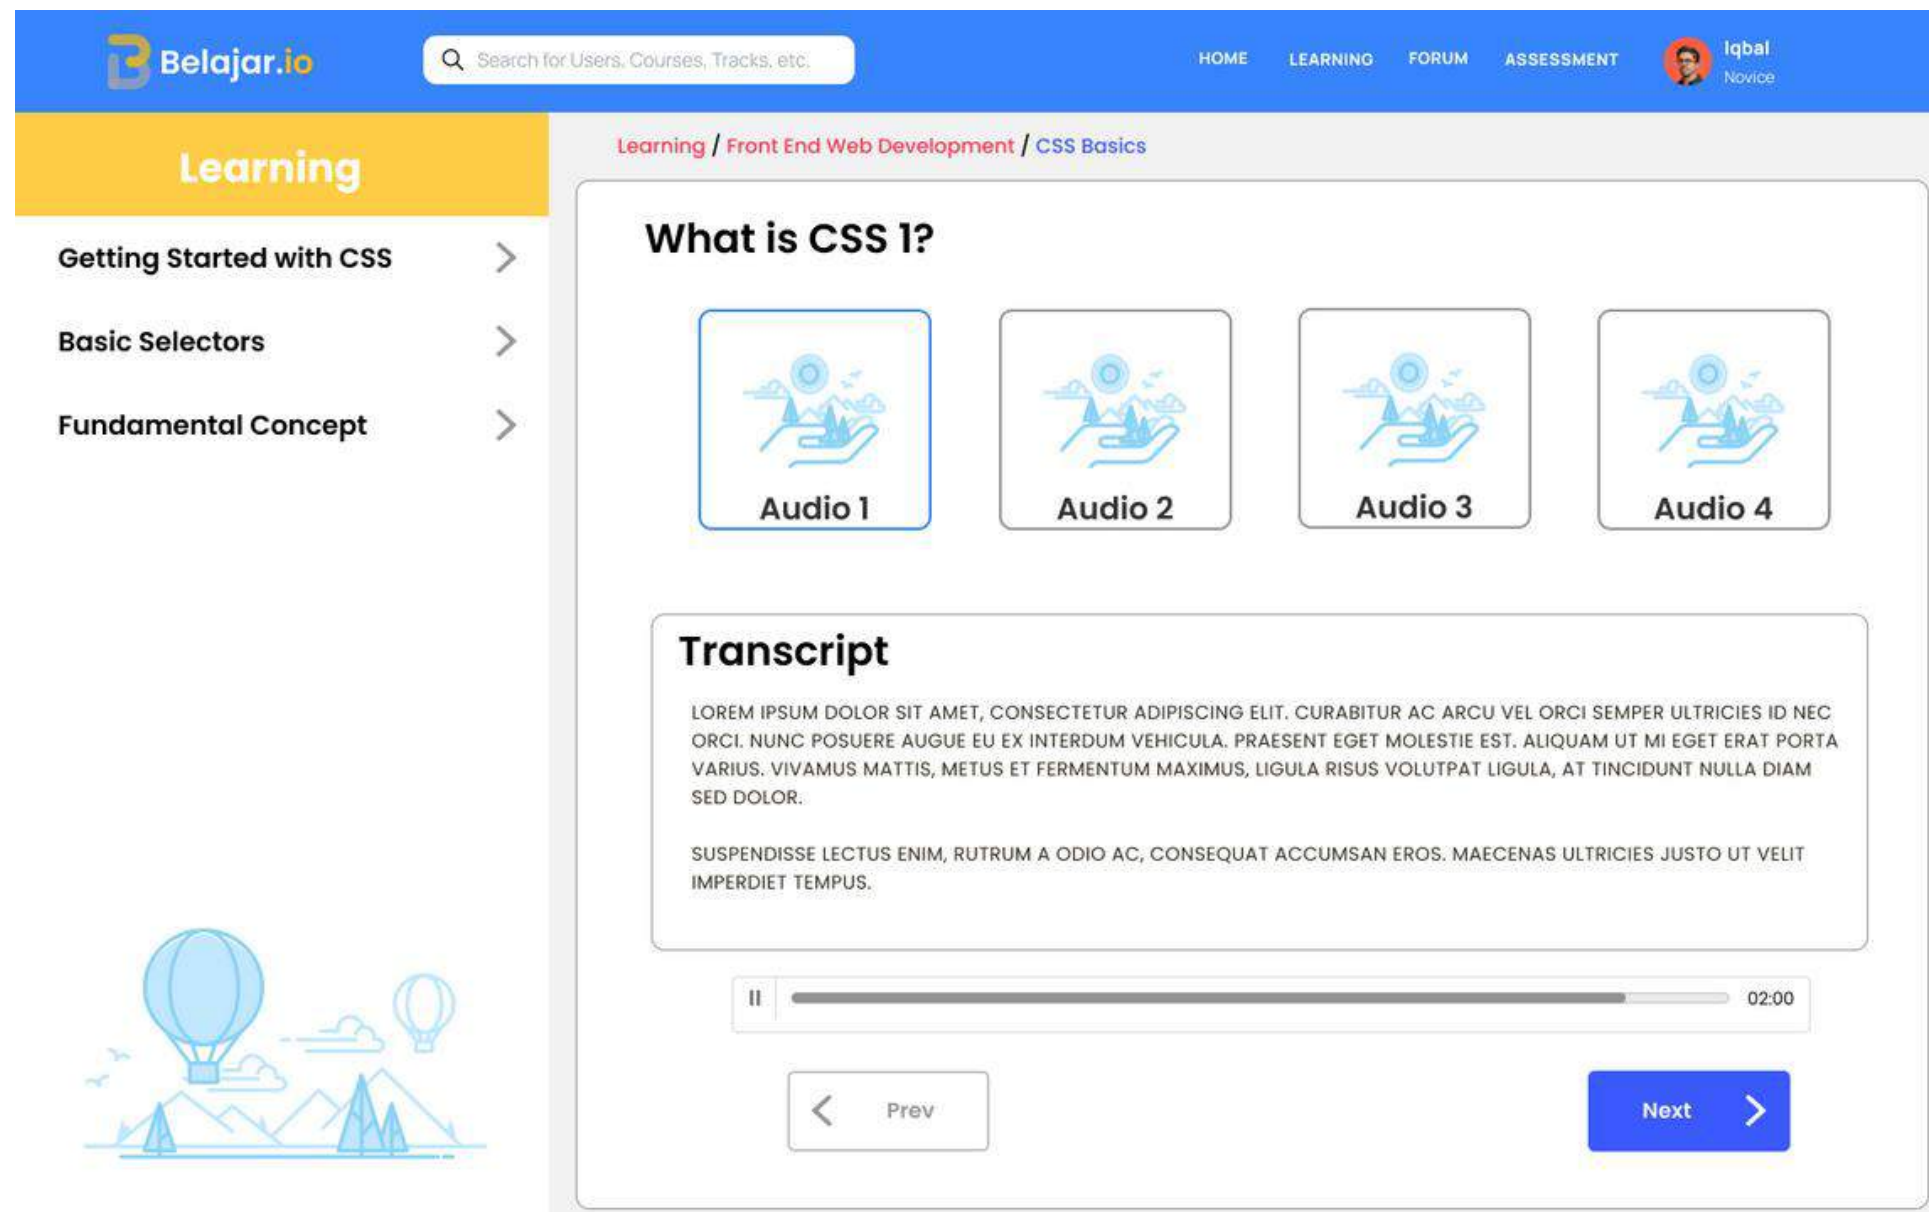 Belajar.io
Search for Users, Courses, Tracks, etc.
HOME LEARNING FORUM ASSESSMENT
Iqbal
Novice
Learning
Getting Started with CSS
Basic Selectors
Fundamental Concept
Learning / Front End Web Development / CSS Basics
What is CSS 1?
Audio 1
Audio 2
Audio 3
Audio 4
Transcript
LOREM IPSUM DOLOR SIT AMET, CONSECTETUR ADIPISCING ELIT. CURABITUR AC ARCU VEL ORCI SEMPER ULTRICIES ID NEC
ORCI. NUNC POSUERE AUGUE EU EX INTERDUM VEHICULA. PRAESENT EGET MOLESTIE EST. ALIQUAM UT MI EGET ERAT PORTA
VARIUS. VIVAMUS MATTIS, METUS ET FERMENTUM MAXIMUS, LIGULA RISUS VOLUTPAT LIGULA, AT TINCIDUNT NULLA DIAM
SED DOLOR.
SUSPENDISSE LECTUS ENIM, RUTRUM A ODIO AC, CONSEQUAT ACCUMSAN EROS. MAECENAS ULTRICIES JUSTO UT VELIT
IMPERDIET TEMPUS.
02:00
Prev
Next